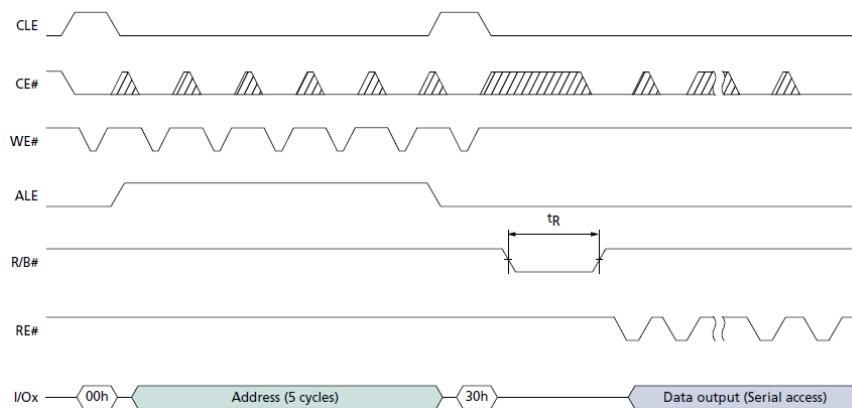 CLE
CE#
WE#
ALE
tR
R/B#
RE#
I/Ox 00h Address (5 cycles) 30h Data output (Serial access)